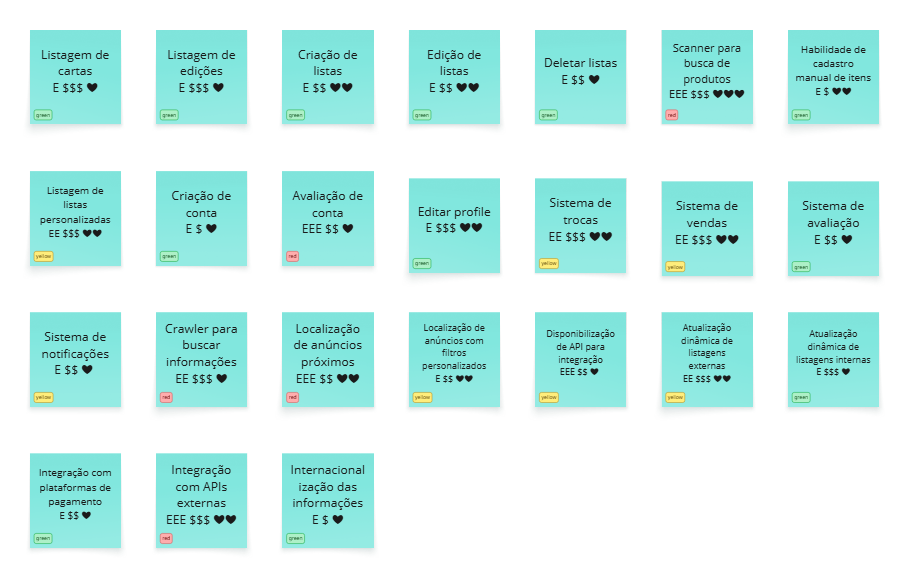 Listagem de
cartas
E $$$ ♥
green
Listagem de
edições
E $$$ ♥
green
Criação de
listas
E $$ ♥♥
green
Edição de
listas
E $$ ♥♥
green
Deletar listas
E $$ ♥
green
Scanner para
busca de
produtos
EEE $$$ ♥♥♥
red
Habilidade de
cadastro
manual de itens
E $ ♥♥
green
Listagem de
listas
personalizadas
EE $$$ ♥♥
yellow
Criação de
conta
E $ ♥
green
Avaliação de
conta
EEE $$ ♥
red
Editar profile
E $$$ ♥♥
green
Sistema de
trocas
EE $$$ ♥♥
yellow
Sistema de
vendas
EE $$$ ♥♥
yellow
Sistema de
avaliação
E $$ ♥
green
Sistema de
notificações
E $$ ♥
yellow
Crawler para
buscar
informações
EE $$$ ♥
red
Localização
de anúncios
próximos
EEE $$ ♥♥
red
Localização de
anúncios com
filtros
personalizados
E $$ ♥♥
yellow
Disponibilização
de API para
integração
EEE $$ ♥
yellow
Atualização
dinâmica de
listagens
externas
EE $$$ ♥♥
yellow
Atualização
dinâmica de
listagens internas
E $$$ ♥
green
Integração com
plataformas de
pagamento
E $$ ♥
green
Integração
com APIs
externas
EEE $$$ ♥♥
red
Internacional
ização das
informações
E $ ♥
green